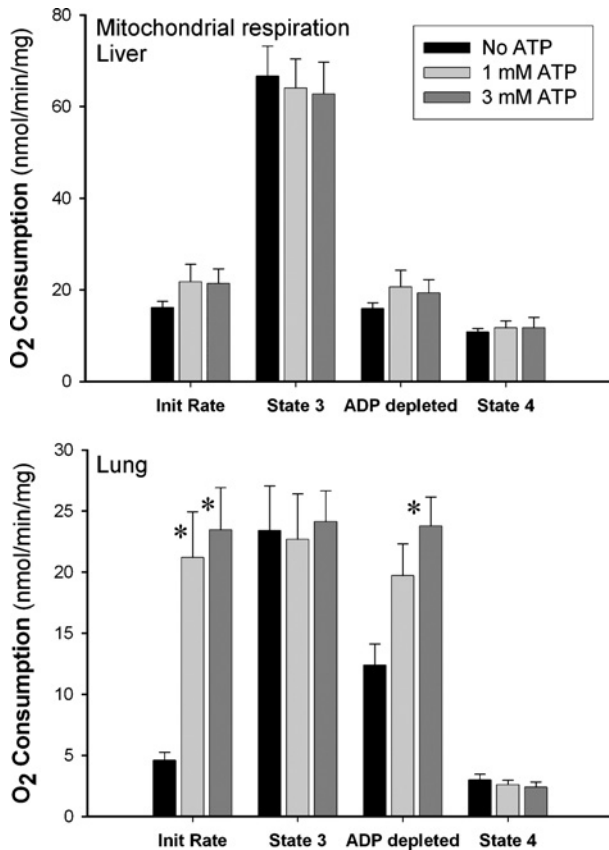 Mitochondrial respiration
Liver
No ATP
1 mM ATP
3 mM ATP
O2 Consumption (nmol/min/mg)
80
60
40
20
0
Init Rate State 3 ADP depleted State 4
Lung
O2 Consumption (nmol/min/mg)
30
25
20
15
10
5
0
* * *
Init Rate State 3 ADP depleted State 4